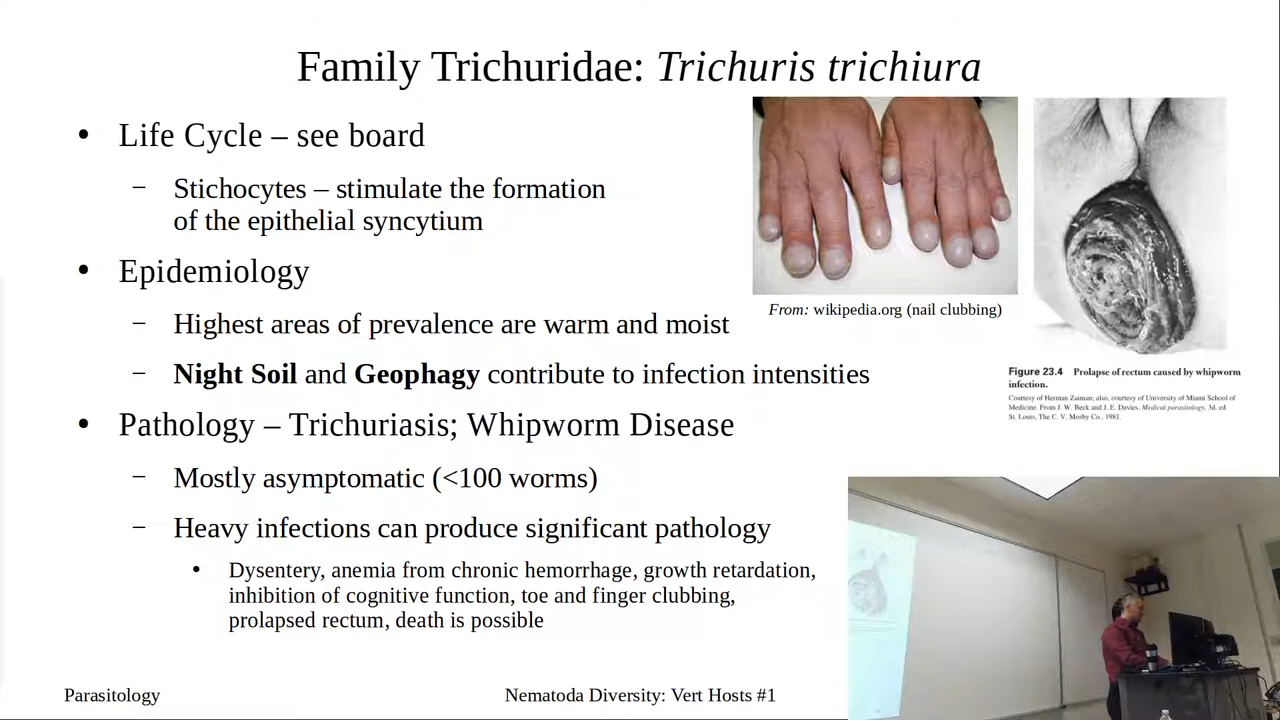 Family Trichuridae: Trichuris trichiura
• Life Cycle – see board
– Stichocytes – stimulate the formation
of the epithelial syncytium
• Epidemiology
– Highest areas of prevalence are warm and moist
– Night Soil and Geophagy contribute to infection intensities
• Pathology – Trichuriasis; Whipworm Disease
– Mostly asymptomatic (<100 worms)
– Heavy infections can produce significant pathology
• Dysentery, anemia from chronic hemorrhage, growth retardation,
inhibition of cognitive function, toe and finger clubbing,
prolapsed rectum, death is possible
From: wikipedia.org (nail clubbing)
Figure 23.4 Prolapse of rectum caused by whipworm
infection.
Courtesy of Herman Zaiman; also, courtesy of University of Miami School of
Medicine. From J. W. Beck and J. E. Davies. Medical parasitology, 3d. ed.
St. Louis, The C. V. Mosby Co., 1981.
Parasitology
Nematoda Diversity: Vert Hosts #1